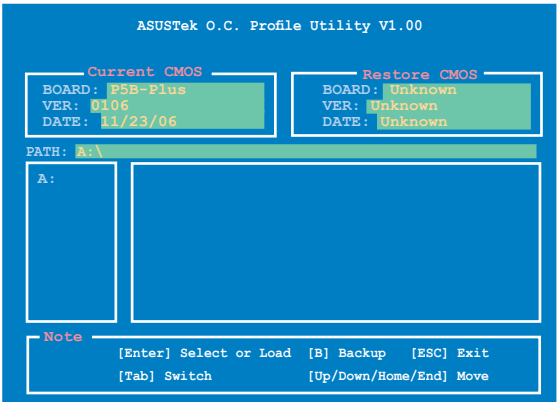 ASUSTek O.C. Profile Utility V1.00
Current CMOS
BOARD: P5B-Plus
VER: 0106
DATE: 11/23/06
Restore CMOS
BOARD: Unknown
VER: Unknown
DATE: Unknown
PATH: A:\
A:
Note
[Enter] Select or Load [B] Backup [ESC] Exit
[Tab] Switch [Up/Down/Home/End] Move